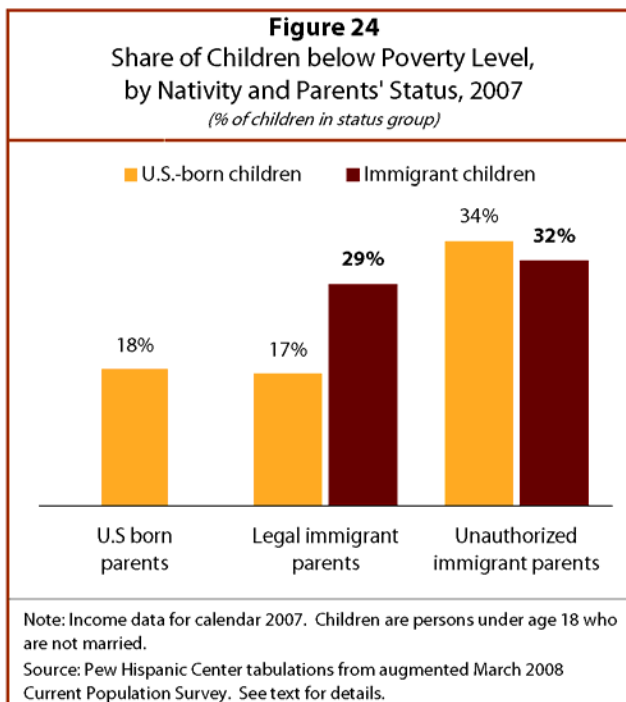 Figure 24
Share of Children below Poverty Level,
by Nativity and Parents' Status, 2007
(% of children in status group)
U.S.-born children Immigrant children
34%
32%
29%
18%
17%
U.S born parents
Legal immigrant parents
Unauthorized immigrant parents
Note: Income data for calendar 2007. Children are persons under age 18 who
are not married.
Source: Pew Hispanic Center tabulations from augmented March 2008
Current Population Survey. See text for details.